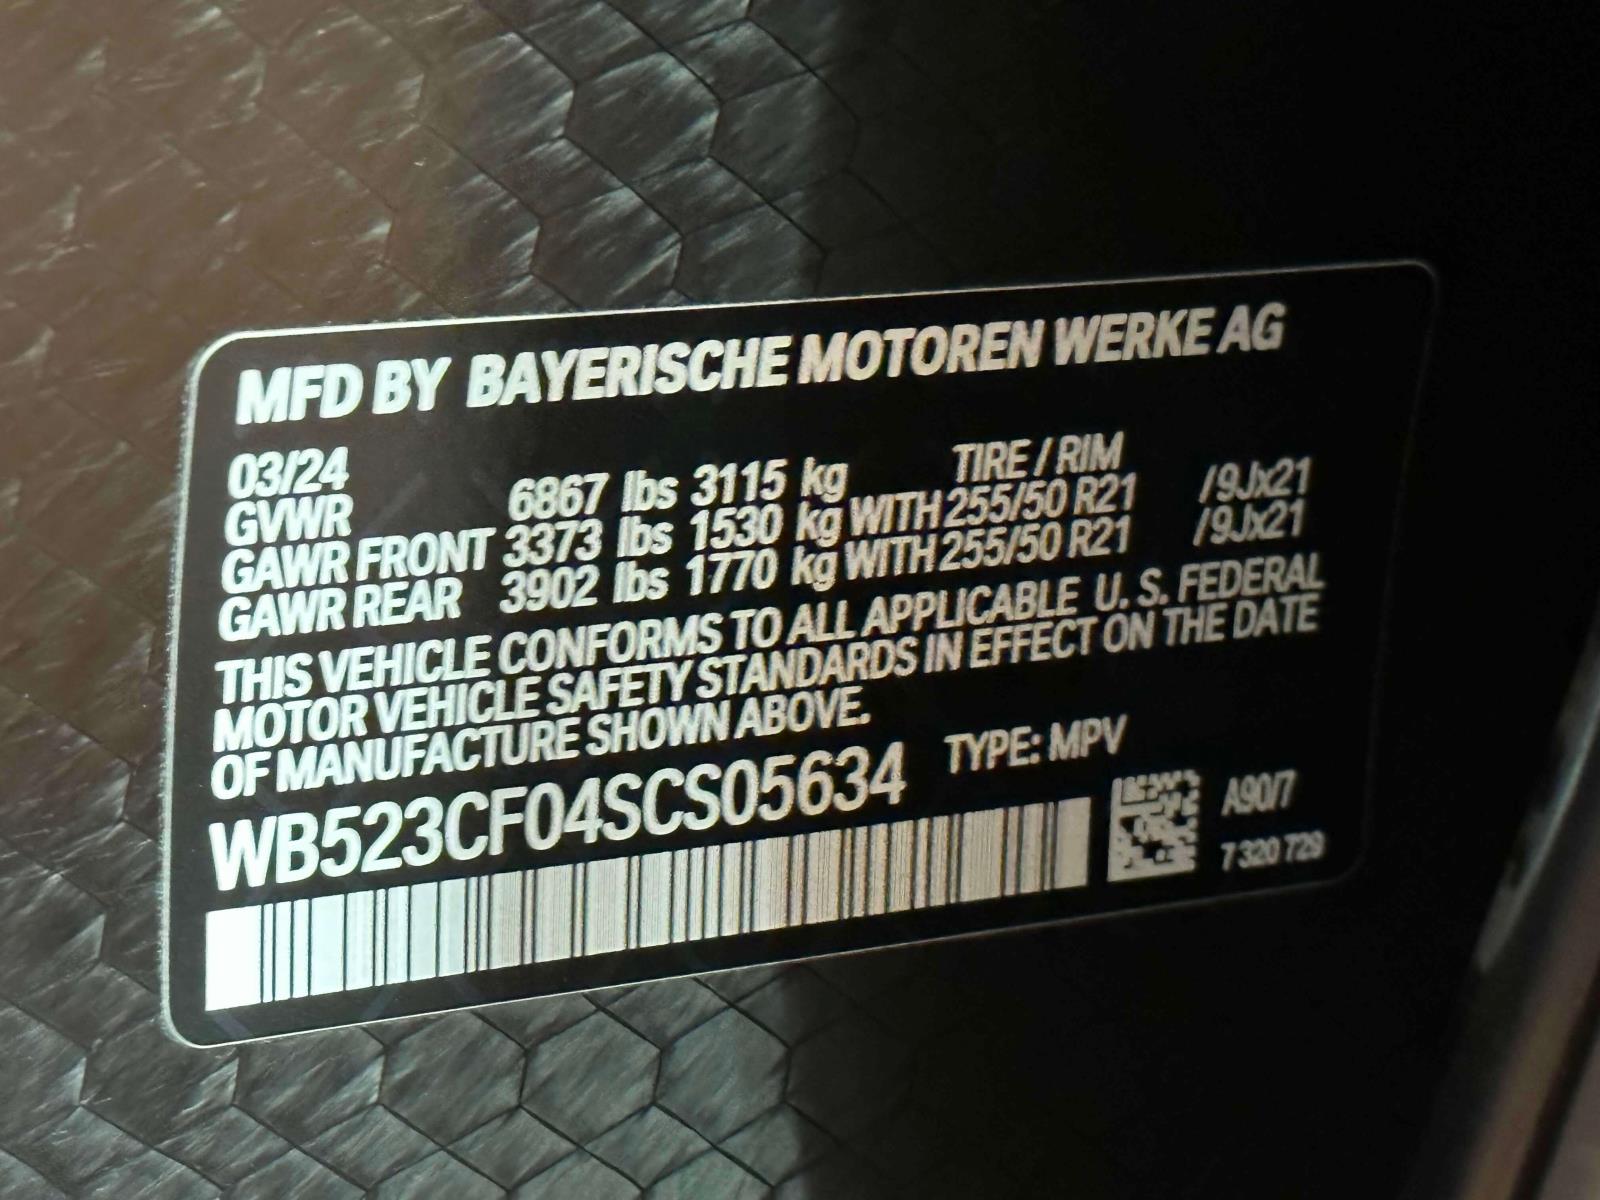 MFD BY BAYERISCHE MOTOREN WERKE AG
03/24 TIRE / RIM
GVWR 6867 lbs 3115 kg
GAWR FRONT 3373 lbs 1530 kg WITH 255/50 R21 /9Jx21
GAWR REAR 3902 lbs 1770 kg WITH 255/50 R21 /9Jx21
THIS VEHICLE CONFORMS TO ALL APPLICABLE U. S. FEDERAL
MOTOR VEHICLE SAFETY STANDARDS IN EFFECT ON THE DATE
OF MANUFACTURE SHOWN ABOVE.
WB523CF04SCS05634 TYPE: MPV
A90/7
7 320 729